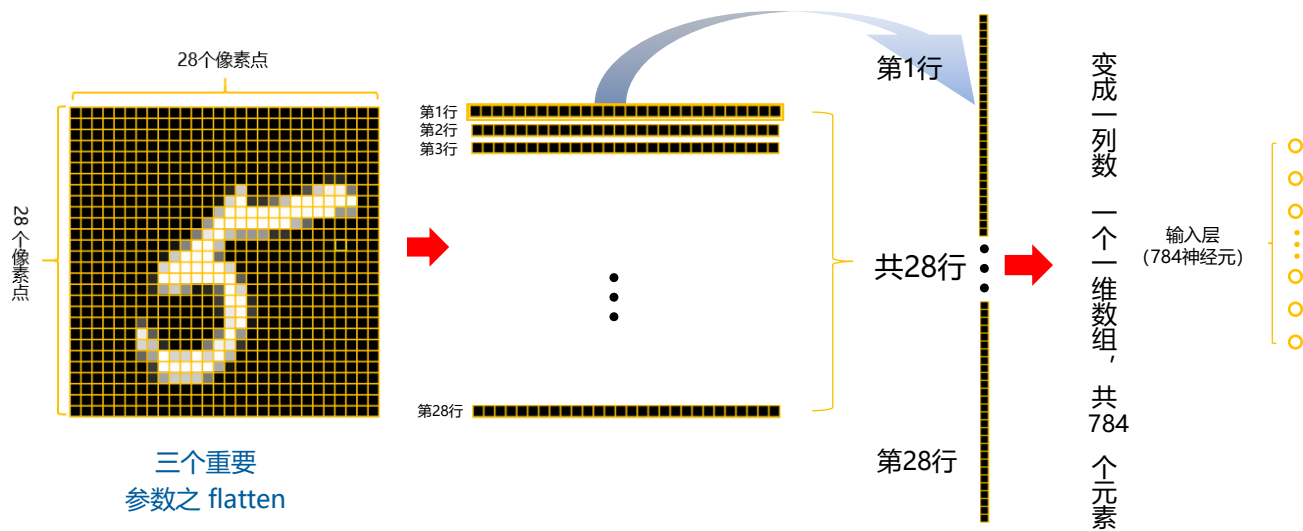 28个像素点
28个像素点
三个重要
参数之 flatten
第1行
第2行
第3行
第28行
共28行
第1行
第28行
变成一列数 一个一维数组，共784 个元素
输入层
(784神经元)